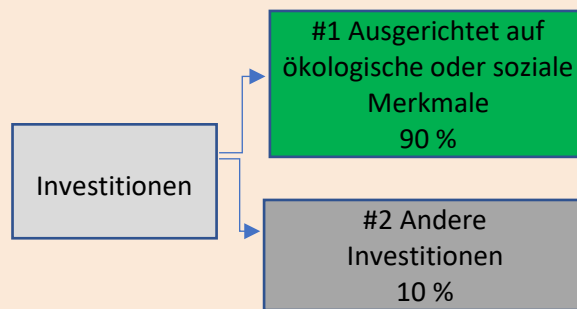 #1 Ausgerichtet auf
ökologische oder soziale
Merkmale
90 %
Investitionen
#2 Andere
Investitionen
10 %